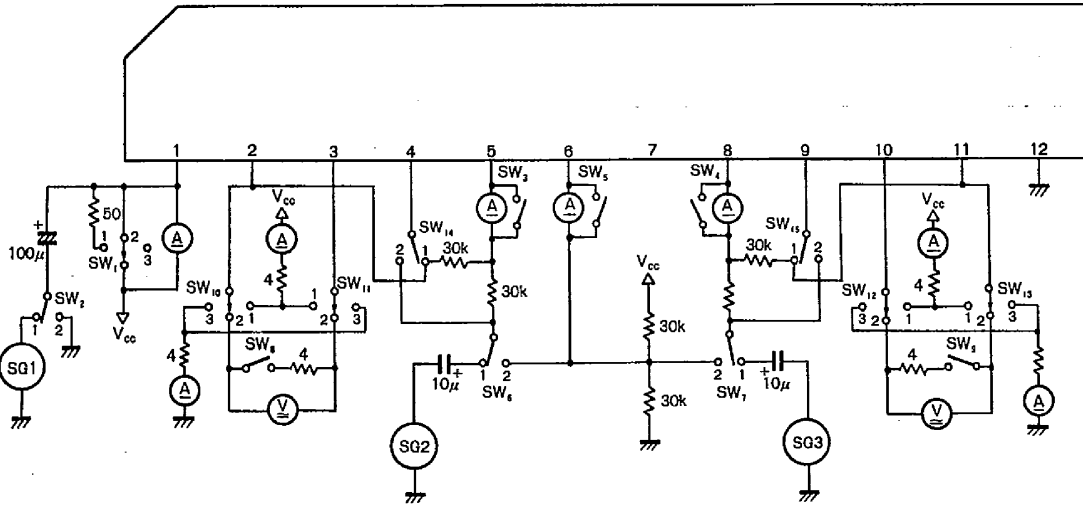 1 2 3 4 5 6 7 8 9 10 11 12
SW3 SW5 SW4
A A A A
Vcc Vcc
50 2 A SW14 30k 30k SW15 A
100μ 1 3 2 1 1 2
SW1 SW10 4 SW11 Vcc SW12 4 SW13
SW2 3 1 1 3 30k 3 1 1 3
1 2 Vcc 2 2 30k 2 2
SG1 4 SW8 4 10μ 1 2 2 1 10μ 4 SW9
A V SW6 30k SW7 V A
SG2 SG3